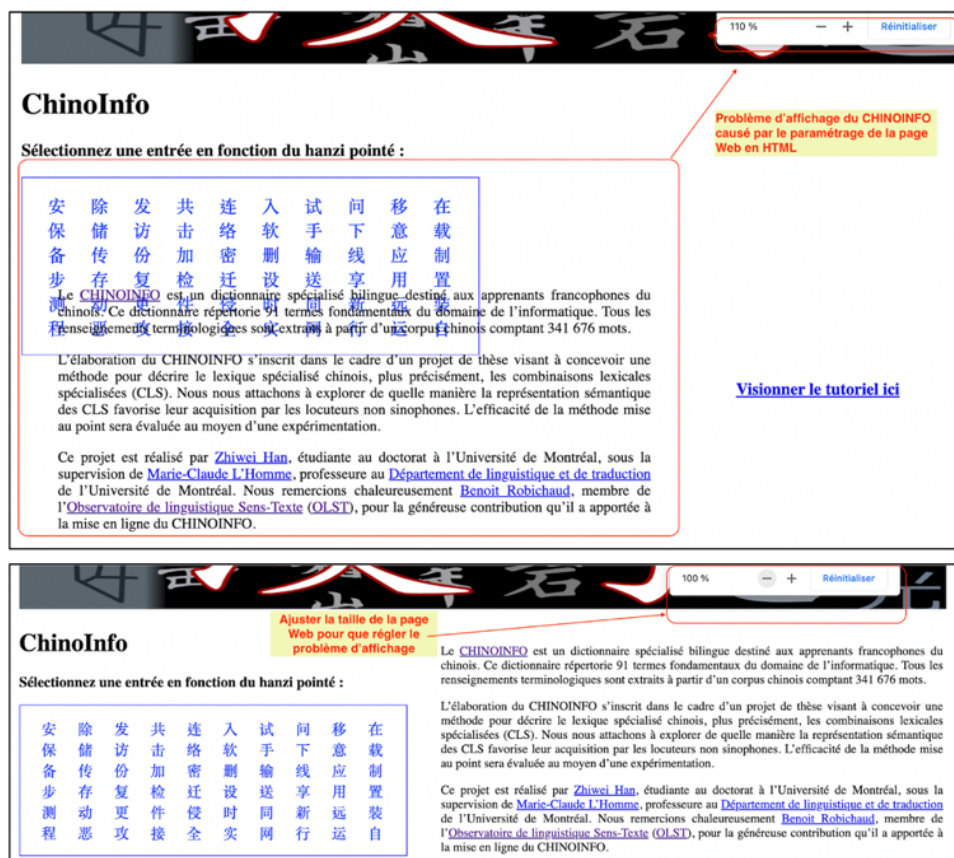 110 % − + Réinitialiser
ChinoInfo
Problème d'affichage du CHINOINFO
causé par le paramétrage de la page
Web en HTML
Sélectionnez une entrée en fonction du hanzi pointé :
安 除 发 共 连 入 试 问 移 在
保 储 访 击 络 软 手 下 意 载
备 传 份 加 密 删 输 线 应 制
步 存 复 检 迁 设 送 享 用 置
测 动 更 件 侵 时 同 新 远 装
程 恶 攻 接 全 实 网 行 运 自
Le CHINOINFO est un dictionnaire spécialisé bilingue destiné aux apprenants francophones du
chinois. Ce dictionnaire répertorie 91 termes fondamentaux du domaine de l'informatique. Tous les
renseignements terminologiques sont extraits à partir d'un corpus chinois comptant 341 676 mots.
L'élaboration du CHINOINFO s'inscrit dans le cadre d'un projet de thèse visant à concevoir une
méthode pour décrire le lexique spécialisé chinois, plus précisément, les combinaisons lexicales
spécialisées (CLS). Nous nous attachons à explorer de quelle manière la représentation sémantique
des CLS favorise leur acquisition par les locuteurs non sinophones. L'efficacité de la méthode mise
au point sera évaluée au moyen d'une expérimentation.
Visionner le tutoriel ici
Ce projet est réalisé par Zhiwei Han, étudiante au doctorat à l'Université de Montréal, sous la
supervision de Marie-Claude L'Homme, professeure au Département de linguistique et de traduction
de l'Université de Montréal. Nous remercions chaleureusement Benoit Robichaud, membre de
l'Observatoire de linguistique Sens-Texte (OLST), pour la généreuse contribution qu'il a apportée à
la mise en ligne du CHINOINFO.
100 % − + Réinitialiser
Ajuster la taille de la page
Web pour que régler le
problème d'affichage
ChinoInfo
Sélectionnez une entrée en fonction du hanzi pointé :
安 除 发 共 连 入 试 问 移 在
保 储 访 击 络 软 手 下 意 载
备 传 份 加 密 删 输 线 应 制
步 存 复 检 迁 设 送 享 用 置
测 动 更 件 侵 时 同 新 远 装
程 恶 攻 接 全 实 网 行 运 自
Le CHINOINFO est un dictionnaire spécialisé bilingue destiné aux apprenants francophones du
chinois. Ce dictionnaire répertorie 91 termes fondamentaux du domaine de l'informatique. Tous les
renseignements terminologiques sont extraits à partir d'un corpus chinois comptant 341 676 mots.
L'élaboration du CHINOINFO s'inscrit dans le cadre d'un projet de thèse visant à concevoir une
méthode pour décrire le lexique spécialisé chinois, plus précisément, les combinaisons lexicales
spécialisées (CLS). Nous nous attachons à explorer de quelle manière la représentation sémantique
des CLS favorise leur acquisition par les locuteurs non sinophones. L'efficacité de la méthode mise
au point sera évaluée au moyen d'une expérimentation.
Ce projet est réalisé par Zhiwei Han, étudiante au doctorat à l'Université de Montréal, sous la
supervision de Marie-Claude L'Homme, professeure au Département de linguistique et de traduction
de l'Université de Montréal. Nous remercions chaleureusement Benoit Robichaud, membre de
l'Observatoire de linguistique Sens-Texte (OLST), pour la généreuse contribution qu'il a apportée à
la mise en ligne du CHINOINFO.